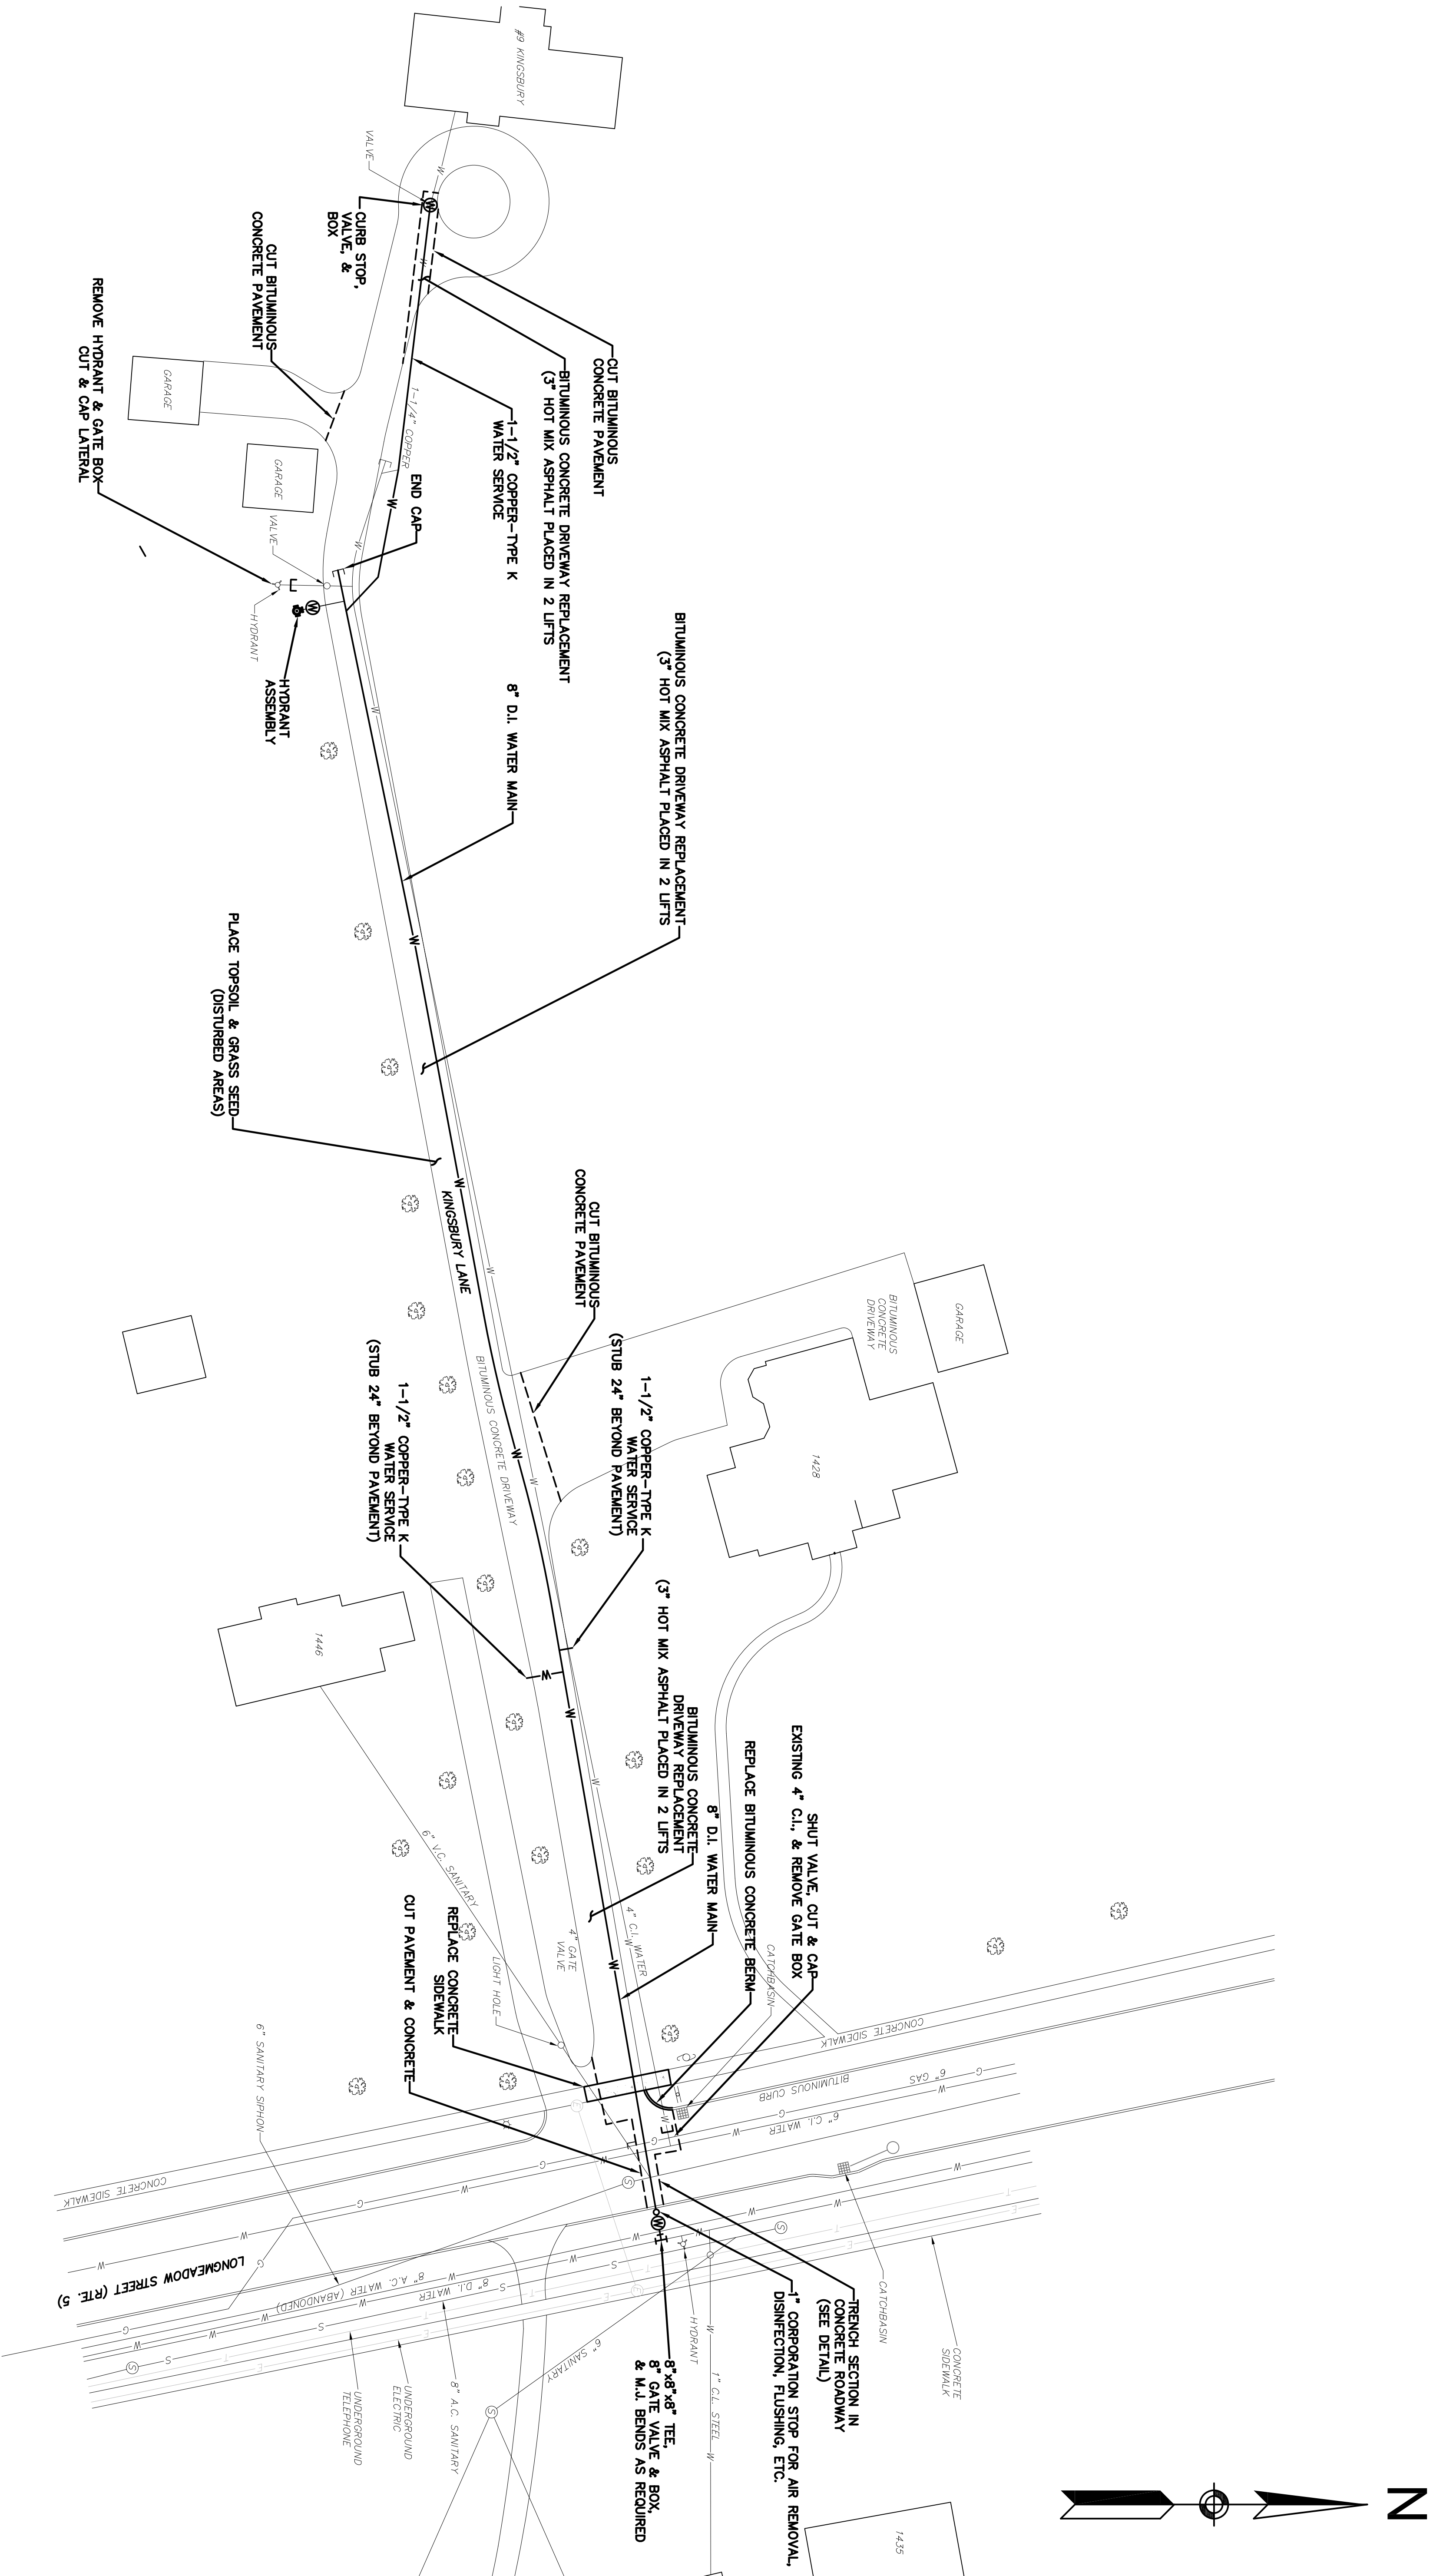 #9 KINGSBURY
VALVE
CURB STOP,
VALVE, &
BOX
CUT BITUMINOUS
CONCRETE PAVEMENT
REMOVE HYDRANT & GATE BOX
CUT & CAP LATERAL
GARAGE
GARAGE
VALVE
HYDRANT
HYDRANT
ASSEMBLY
CUT BITUMINOUS
CONCRETE PAVEMENT
BITUMINOUS CONCRETE DRIVEWAY REPLACEMENT
(3" HOT MIX ASPHALT PLACED IN 2 LIFTS
1-1/2" COPPER-TYPE K
WATER SERVICE
1-1/4" COPPER
END CAP
W
W
W
W
W
W
8" D.I. WATER MAIN
BITUMINOUS CONCRETE DRIVEWAY REPLACEMENT
(3" HOT MIX ASPHALT PLACED IN 2 LIFTS
PLACE TOPSOIL & GRASS SEED
(DISTURBED AREAS)
W
W
W
KINGSBURY LANE
W
CUT BITUMINOUS
CONCRETE PAVEMENT
BITUMINOUS CONCRETE DRIVEWAY
GARAGE
BITUMINOUS
CONCRETE
DRIVEWAY
1428
1-1/2" COPPER-TYPE K
WATER SERVICE
(STUB 24" BEYOND PAVEMENT)
1-1/2" COPPER-TYPE K
WATER SERVICE
(STUB 24" BEYOND PAVEMENT)
W
W
W
W
W
1446
BITUMINOUS CONCRETE
DRIVEWAY REPLACEMENT
(3" HOT MIX ASPHALT PLACED IN 2 LIFTS
8" D.I. WATER MAIN
REPLACE BITUMINOUS CONCRETE BERM
SHUT VALVE, CUT & CAP
EXISTING 4" C.I., & REMOVE GATE BOX
CATCHBASIN
4" C.I. WATER
W
W
6" V.C. SANITARY
4" GATE
VALVE
LIGHT HOLE
REPLACE CONCRETE
SIDEWALK
CUT PAVEMENT & CONCRETE
6" SANITARY SIPHON
CONCRETE SIDEWALK
BITUMINOUS CURB
6" GAS
G
W
6" C.I. WATER
G
W
W
G
W
G
W
G
W
G
W
G
W
CONCRETE SIDEWALK
LONGMEADOW STREET (RTE. 5)
S
W
S
W
W
W
8" A.C. WATER (ABANDONED)
8" D.I. WATER
W
W
W
W
S
S
S
S
T
T
T
T
E
E
E
E
6" SANITARY
S
HYDRANT
W
1" C.L. STEEL
W
CATCHBASIN
CONCRETE
SIDEWALK
TRENCH SECTION IN
CONCRETE ROADWAY
(SEE DETAIL)
1" CORPORATION STOP FOR AIR REMOVAL,
DISINFECTION, FLUSHING, ETC.
8"x8"x8" TEE,
8" GATE VALVE & BOX,
& M.J. BENDS AS REQUIRED
8" A.C. SANITARY
UNDERGROUND
ELECTRIC
UNDERGROUND
TELEPHONE
1435
N